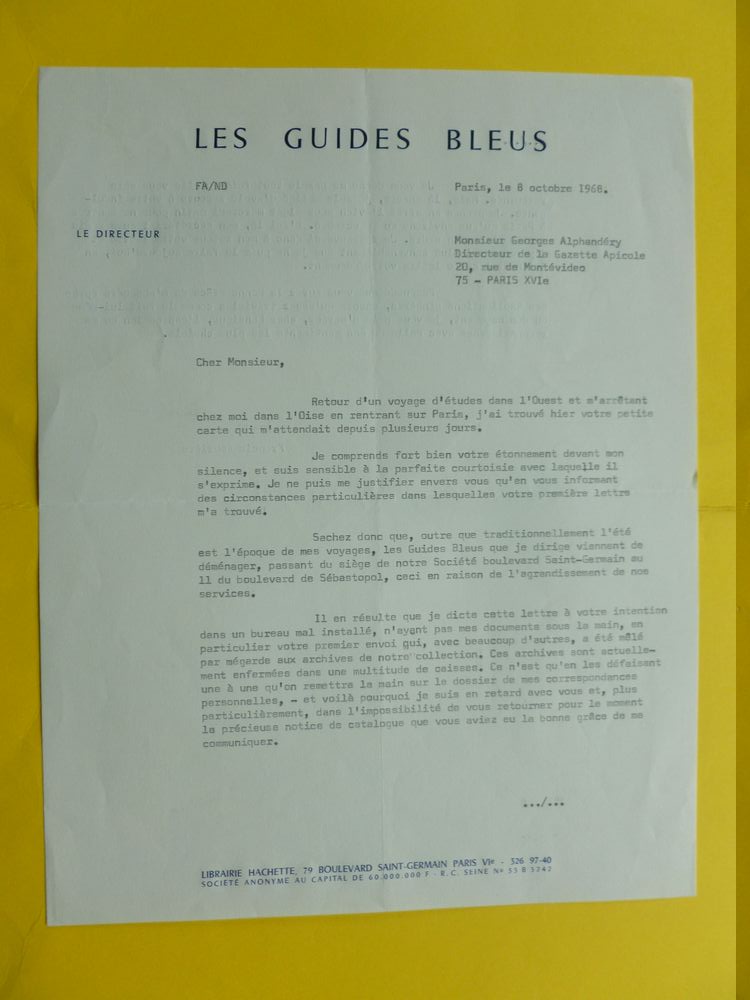 LES GUIDES BLEUS
FA/ND
Paris, le 8 octobre 1968.
LE DIRECTEUR
Monsieur Georges Alphandéry
Directeur de la Gazette Apicole
20, rue de Montévideo
75 - PARIS XVIe
Cher Monsieur,
Retour d'un voyage d'études dans l'Ouest et m'arrêtant
chez moi dans l'Oise en rentrant sur Paris, j'ai trouvé hier votre petite
carte qui m'attendait depuis plusieurs jours.
Je comprends fort bien votre étonnement devant mon
silence, et suis sensible à la parfaite courtoisie avec laquelle il
s'exprime. Je ne puis me justifier envers vous qu'en vous informant
des circonstances particulières dans lesquelles votre première lettre
m'a trouvé.
Sachez donc que, outre que traditionnellement l'été
est l'époque de mes voyages, les Guides Bleus que je dirige viennent de
déménager, passant du siège de notre Société boulevard Saint-Germain au
11 du boulevard de Sébastopol, ceci en raison de l'agrandissement de nos
services.
Il en résulte que je dicte cette lettre à votre intention
dans un bureau mal installé, n'ayant pas mes documents sous la main, en
particulier votre premier envoi qui, avec beaucoup d'autres, a été mêlé
par mégarde aux archives de notre collection. Ces archives sont actuelle-
ment enfermées dans une multitude de caisses. Ce n'est qu'en les défaisant
une à une qu'on remettra la main sur le dossier de mes correspondances
personnelles, - et voilà pourquoi je suis en retard avec vous et, plus
particulièrement, dans l'impossibilité de vous retourner pour le moment
la précieuse notice de catalogue que vous aviez eu la bonne grâce de me
communiquer.
.../...
LIBRAIRIE HACHETTE, 79 BOULEVARD SAINT-GERMAIN PARIS VIe - 326 97-40
SOCIÉTÉ ANONYME AU CAPITAL DE 60.000.000 F - R.C. SEINE No 55 B 5242